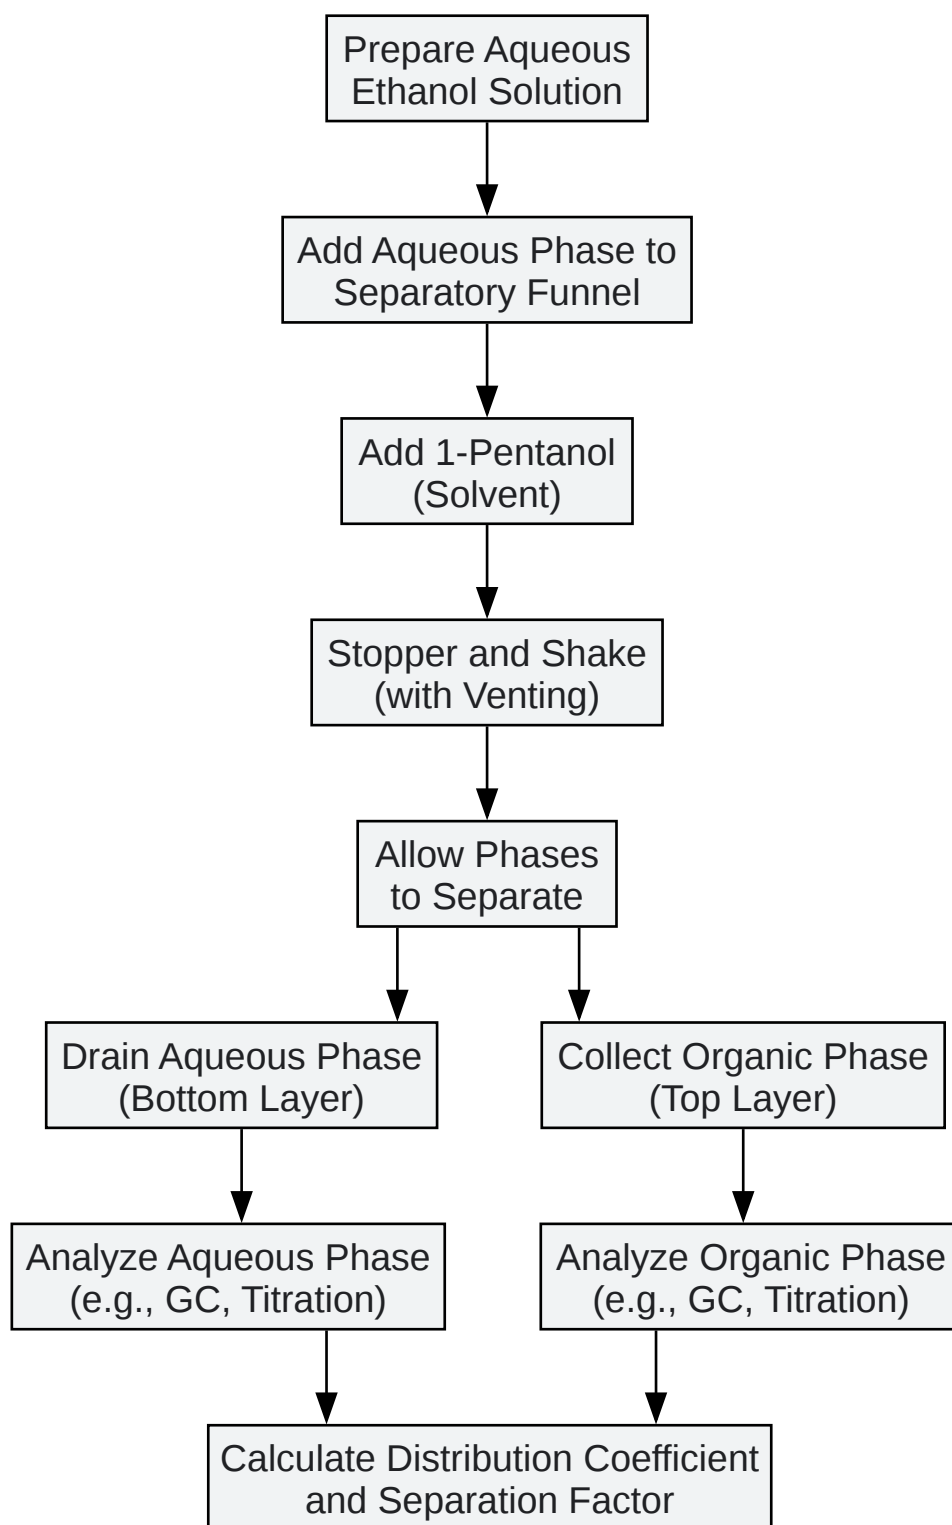 Prepare Aqueous
Ethanol Solution
Add Aqueous Phase to
Separatory Funnel
Add 1-Pentanol
(Solvent)
Stopper and Shake
(with Venting)
Allow Phases
to Separate
Drain Aqueous Phase
(Bottom Layer)
Collect Organic Phase
(Top Layer)
Analyze Aqueous Phase
(e.g., GC, Titration)
Analyze Organic Phase
(e.g., GC, Titration)
Calculate Distribution Coefficient
and Separation Factor